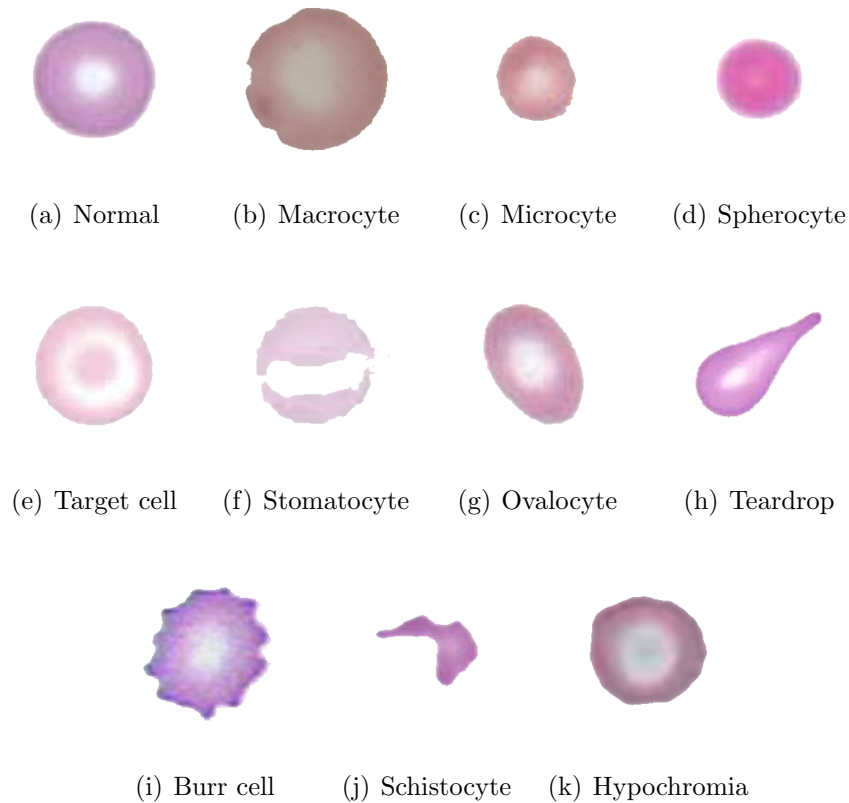 (a) Normal (b) Macrocyte (c) Microcyte (d) Spherocyte
(e) Target cell (f) Stomatocyte (g) Ovalocyte (h) Teardrop
(i) Burr cell (j) Schistocyte (k) Hypochromia